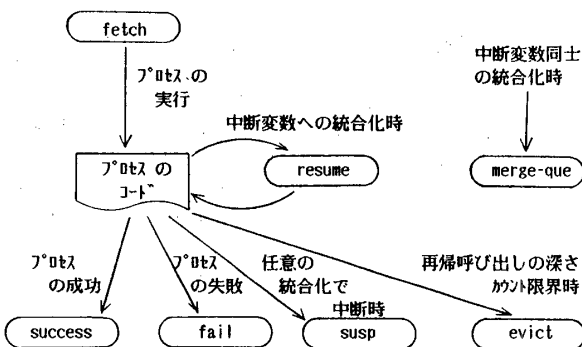 fetch
ﾌﾟﾛｾｽ の
実行
中断変数同士
の統合化時
中断変数への統合化時
ﾌﾟﾛｾｽ の
ｺｰﾄﾞ
resume
merge-que
ﾌﾟﾛｾｽ
の成功
ﾌﾟﾛｾｽ
の失敗
任意の
統合化で
中断時
再帰呼び出しの深さ
ｶｳﾝﾄ限界時
success
fail
susp
evict